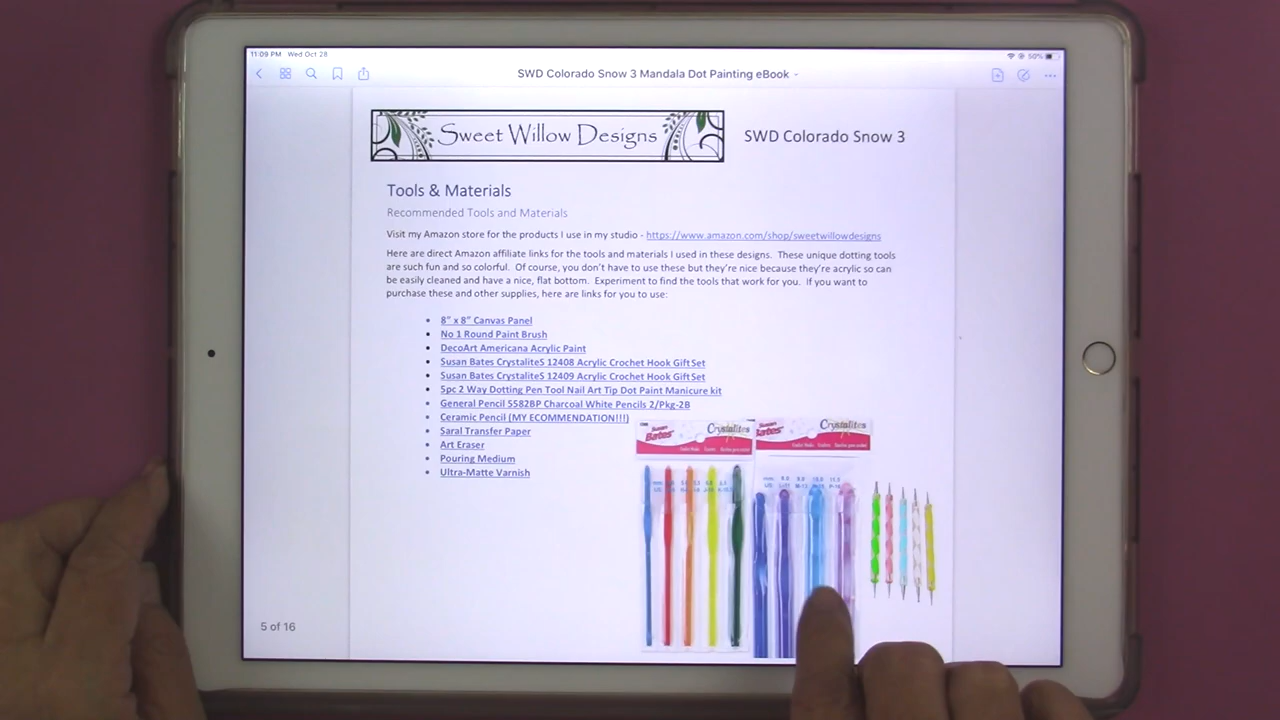 11:09 PM Wed Oct 28
50%
SWD Colorado Snow 3 Mandala Dot Painting eBook
Sweet Willow Designs
SWD Colorado Snow 3
Tools & Materials
Recommended Tools and Materials
Visit my Amazon store for the products I use in my studio - https://www.amazon.com/shop/sweetwillowdesigns
Here are direct Amazon affiliate links for the tools and materials I used in these designs. These unique dotting tools
are such fun and so colorful. Of course, you don't have to use these but they're nice because they're acrylic so can
be easily cleaned and have a nice, flat bottom. Experiment to find the tools that work for you. If you want to
purchase these and other supplies, here are links for you to use:
• 8" x 8" Canvas Panel
• No 1 Round Paint Brush
• DecoArt Americana Acrylic Paint
• Susan Bates CrystaliteS 12408 Acrylic Crochet Hook Gift Set
• Susan Bates CrystaliteS 12409 Acrylic Crochet Hook Gift Set
• 5pc 2 Way Dotting Pen Tool Nail Art Tip Dot Paint Manicure kit
• General Pencil 5582BP Charcoal White Pencils 2/Pkg-2B
• Ceramic Pencil (MY ECOMMENDATION!!!)
• Saral Transfer Paper
• Art Eraser
• Pouring Medium
• Ultra-Matte Varnish
Susan Bates Crystalites
Susan Bates Crystalites
5 of 16